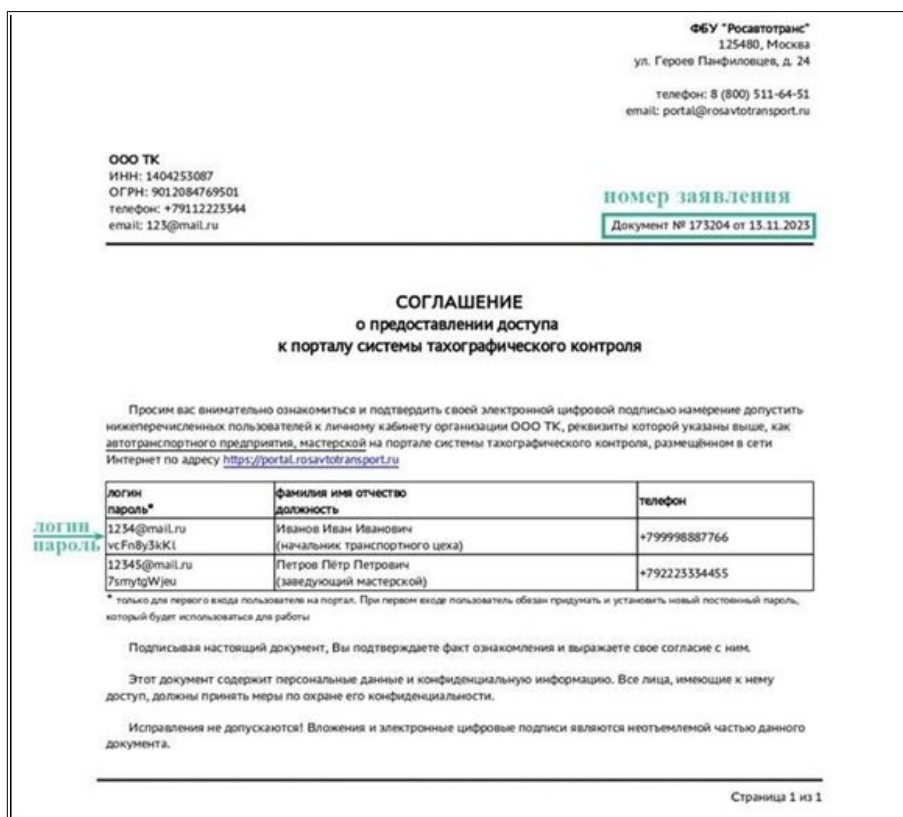 ФБУ "Росавтотранс"
125480, Москва
ул. Героев Панфиловцев, д. 24
телефон: 8 (800) 511-64-51
email: portal@rosavtotransport.ru
ООО ТК
ИНН: 1404253087
ОГРН: 9012084769501
телефон: +79112223344
email: 123@mail.ru
номер заявления
Документ № 173204 от 13.11.2023
СОГЛАШЕНИЕ
о предоставлении доступа
к порталу системы тахографического контроля
Просим вас внимательно ознакомиться и подтвердить своей электронной цифровой подписью намерение допустить
нижеперечисленных пользователей к личному кабинету организации ООО ТК, реквизиты которой указаны выше, как
автотранспортного предприятия, мастерской на портале системы тахографического контроля, размещённом в сети
Интернет по адресу https://portal.rosavtotransport.ru
логин
пароль*
фамилия имя отчество
должность
телефон
логин
пароль
1234@mail.ru
vcFn8y3kKl
Иванов Иван Иванович
(начальник транспортного цеха)
+799998887766
12345@mail.ru
7smytgWjeu
Петров Пётр Петрович
(заведующий мастерской)
+792223334455
* только для первого входа пользователя на портал. При первом входе пользователь обязан придумать и установить новый постоянный пароль,
который будет использоваться для работы
Подписывая настоящий документ, Вы подтверждаете факт ознакомления и выражаете свое согласие с ним.
Этот документ содержит персональные данные и конфиденциальную информацию. Все лица, имеющие к нему
доступ, должны принять меры по охране его конфиденциальности.
Исправления не допускаются! Вложения и электронные цифровые подписи являются неотъемлемой частью данного
документа.
Страница 1 из 1